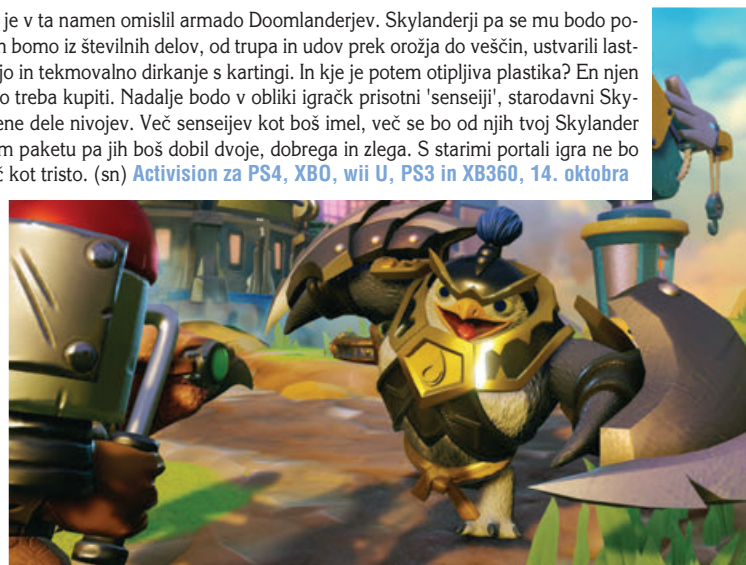 je v ta namen omislil armado Doomlanderjev. Skylanderji pa se mu bodo po-
bomo iz številnih delov, od trupa in udov prek orožja do veščin, ustvarili last-
jo in tekmovalno dirkanje s kartingi. In kje je potem otipljiva plastika? En njen
treba kupiti. Nadalje bodo v obliki igračk prisotni 'senseiji', starodavni Sky-
ene dele nivojev. Več senseijev kot boš imel, več se bo od njih tvoj Skylander
m paketu pa jih boš dobil dvoje, dobrega in zlega. S starimi portali igra ne bo
č kot tristo. (sn) Activision za PS4, XBO, wii U, PS3 in XB360, 14. oktobra